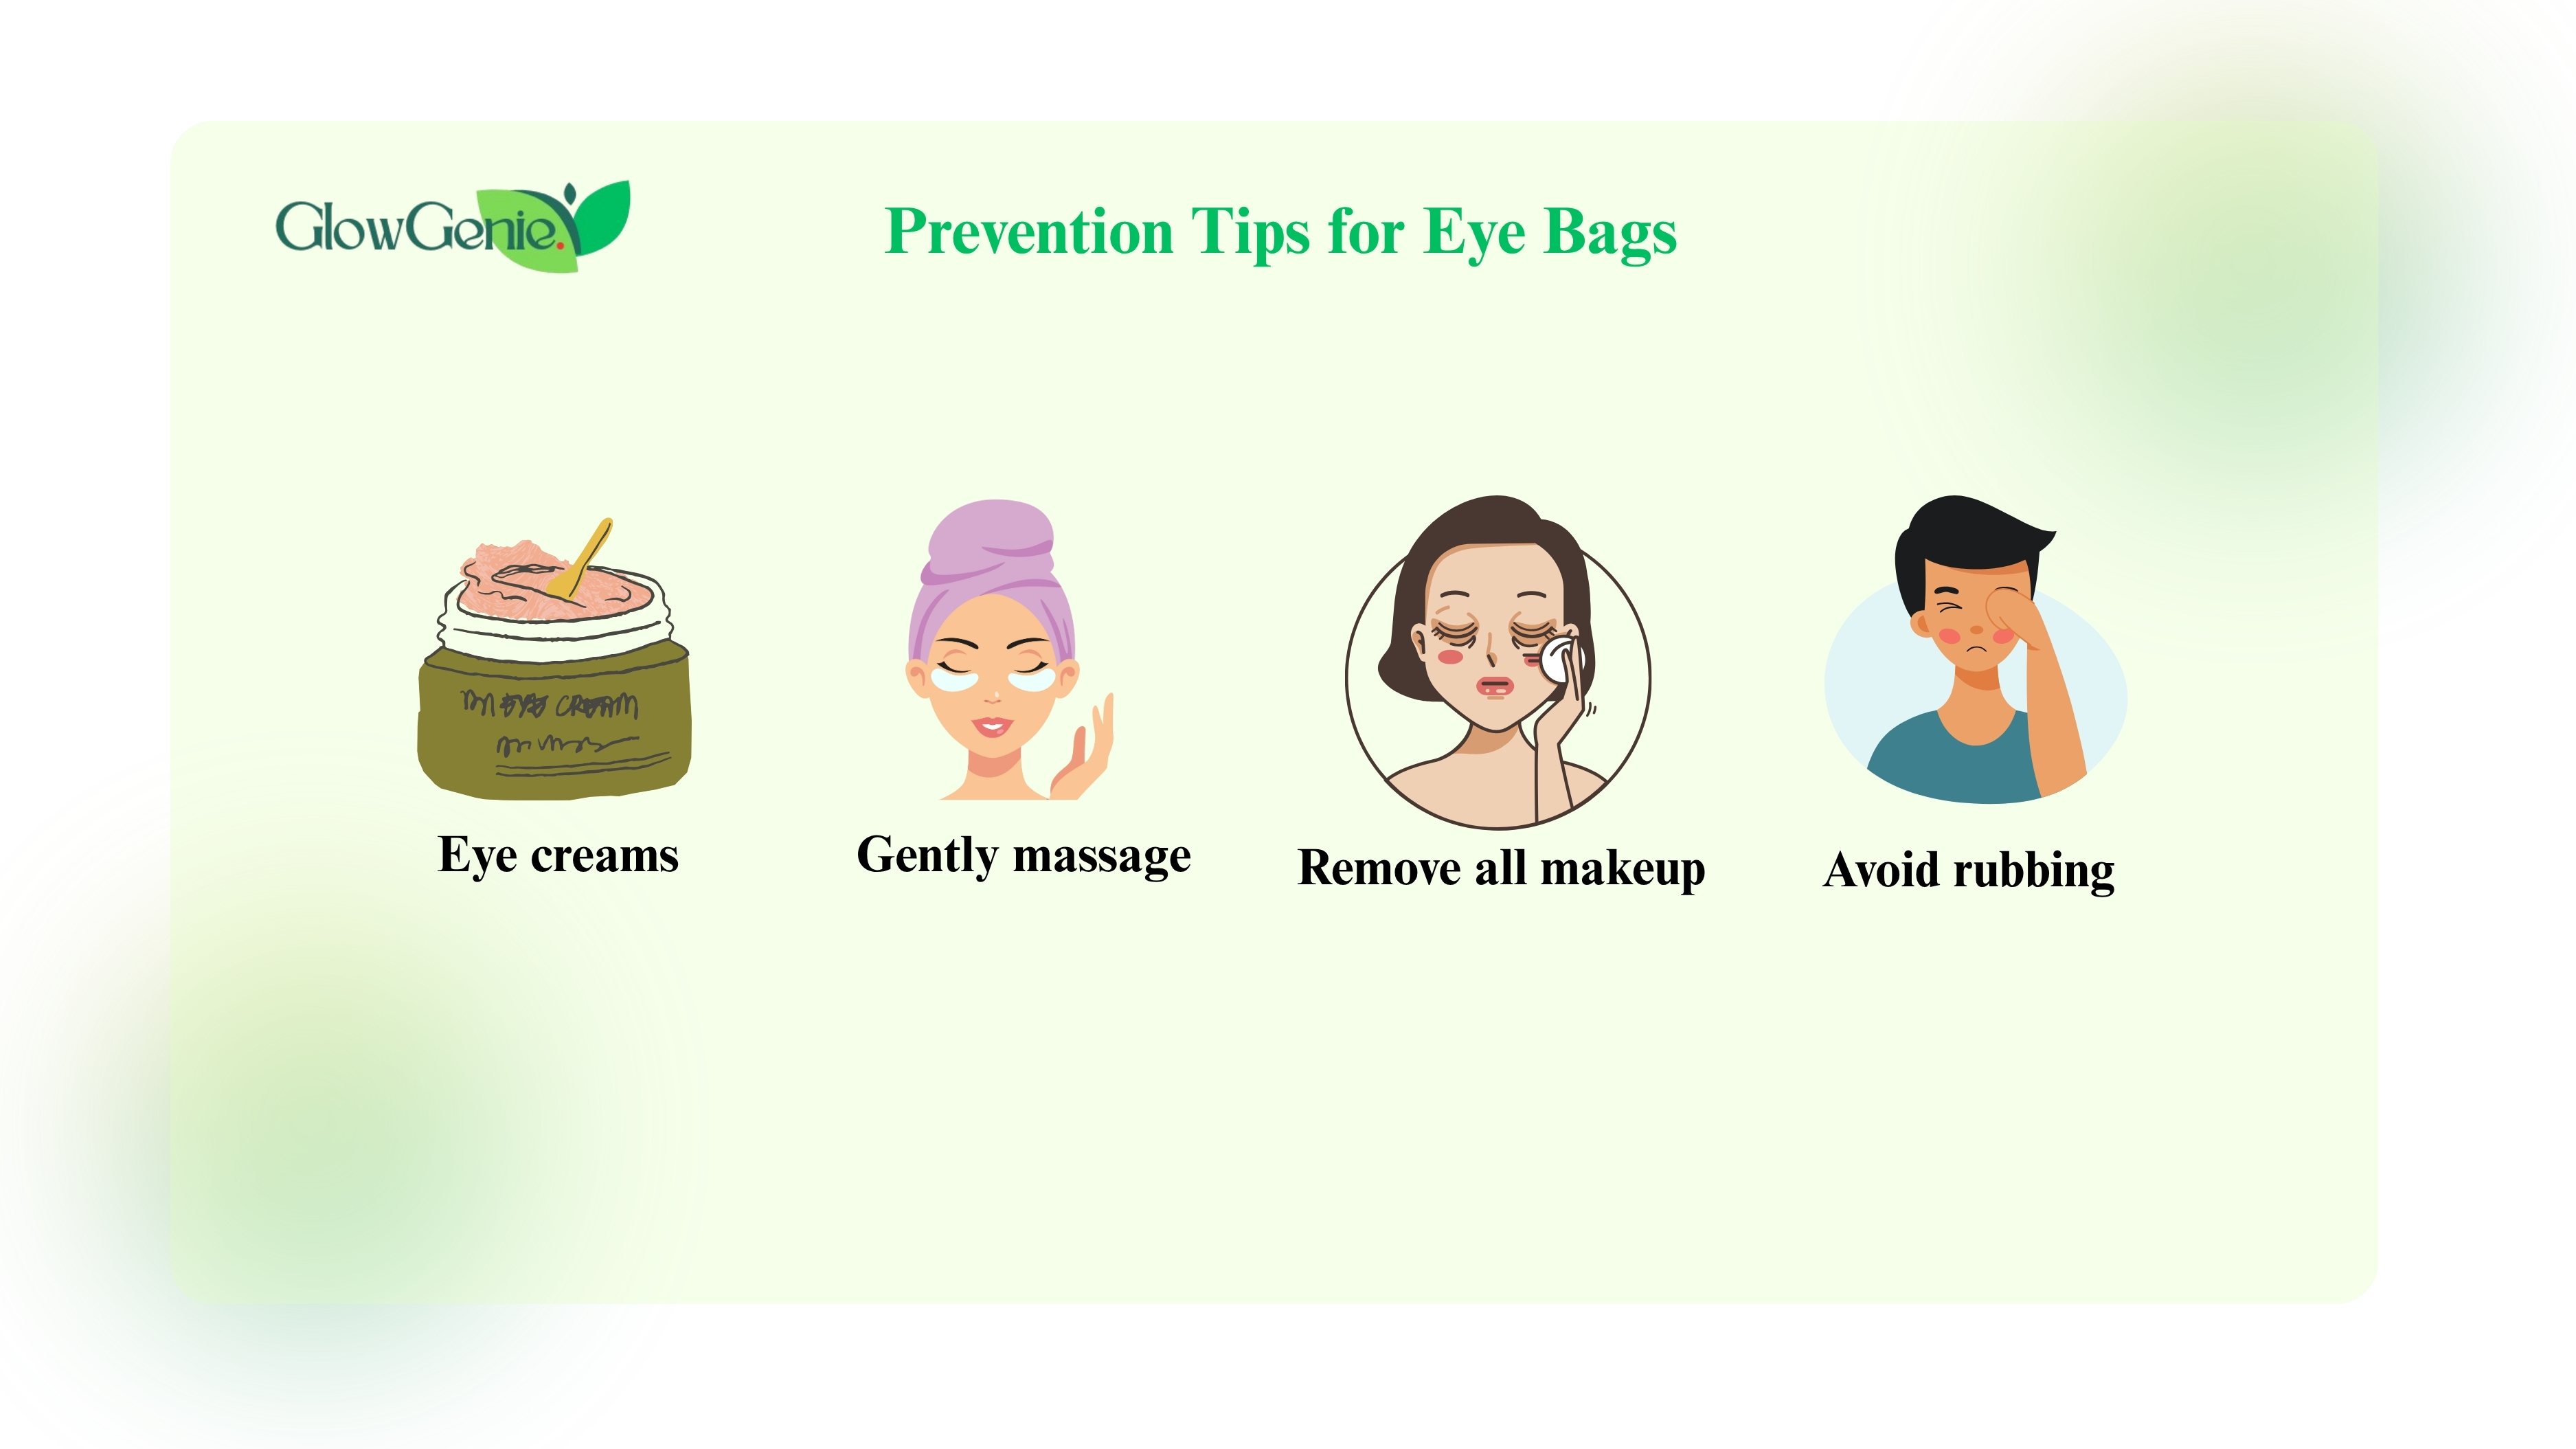 GlowGenie.
Prevention Tips for Eye Bags
EYE CREAM
Eye creams
Gently massage
Remove all makeup
Avoid rubbing